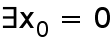 ∃x₀ = 0